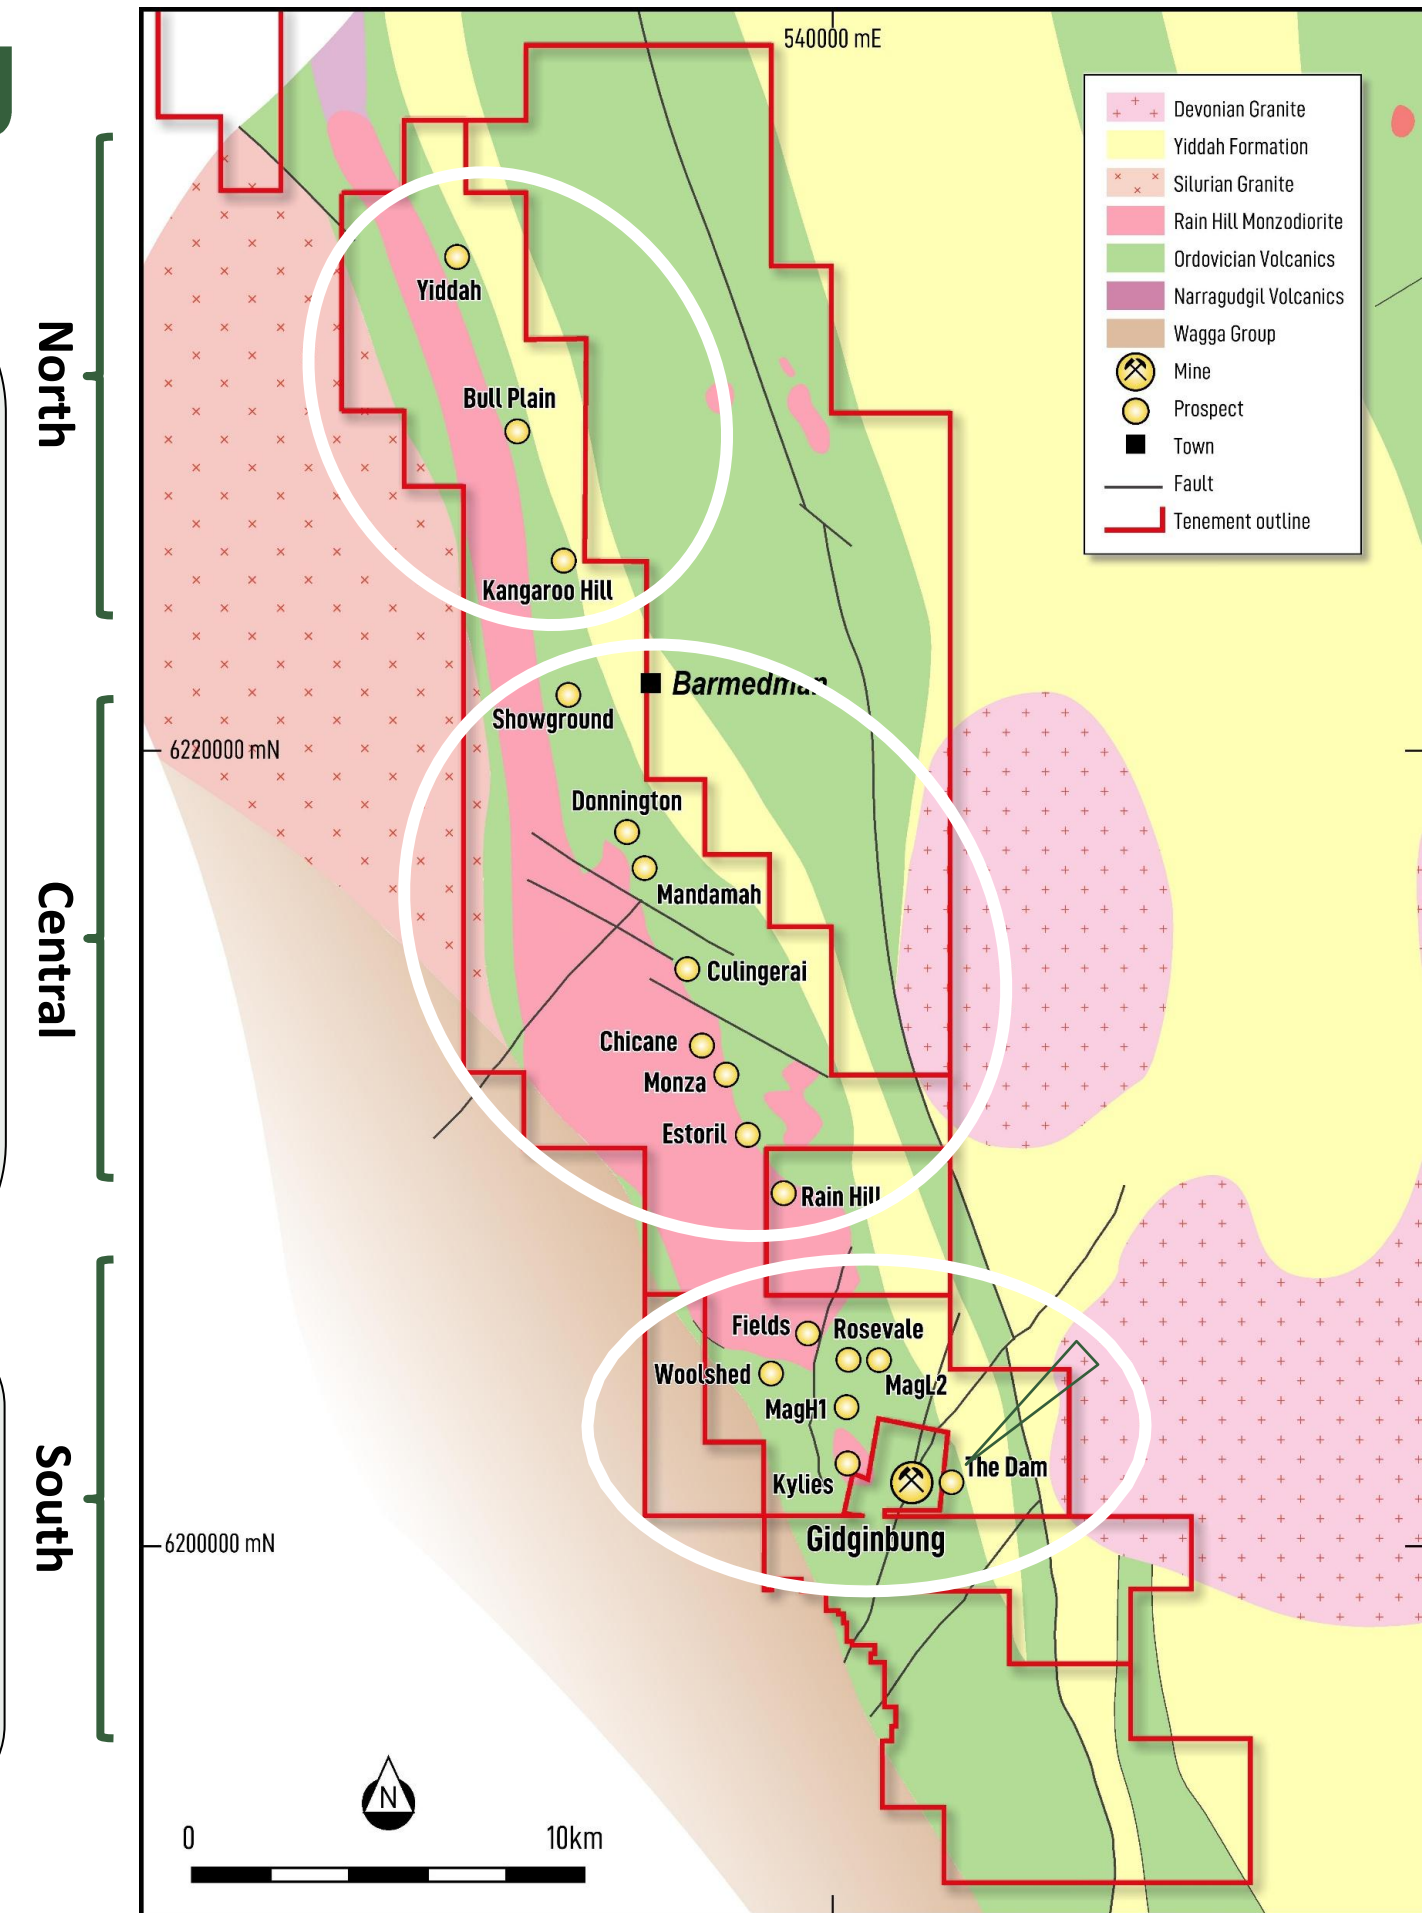 540000 mE
Devonian Granite
Yiddah Formation
Silurian Granite
Rain Hill Monzodiorite
Ordovician Volcanics
Narragudgil Volcanics
Wagga Group
Mine
Prospect
Town
Fault
Tenement outline
North
Yiddah
Bull Plain
Kangaroo Hill
Barmedman
Showground
6220000 mN
Donnington
Mandamah
Central
Culingerai
Chicane
Monza
Estoril
Rain Hill
Fields
Rosevale
Woolshed
MagL2
MagH1
South
Kylies
The Dam
Gidginbung
6200000 mN
N
0
10km